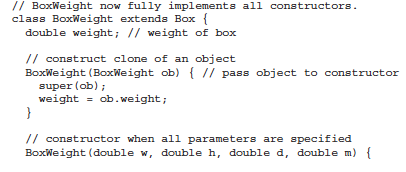 // BoxWeight now fully implements all constructors.
class BoxWeight extends Box {
  double weight; // weight of box

  // construct clone of an object
  BoxWeight(BoxWeight ob) { // pass object to constructor
    super(ob);
    weight = ob.weight;
  }

  // constructor when all parameters are specified
  BoxWeight(double w, double h, double d, double m) {